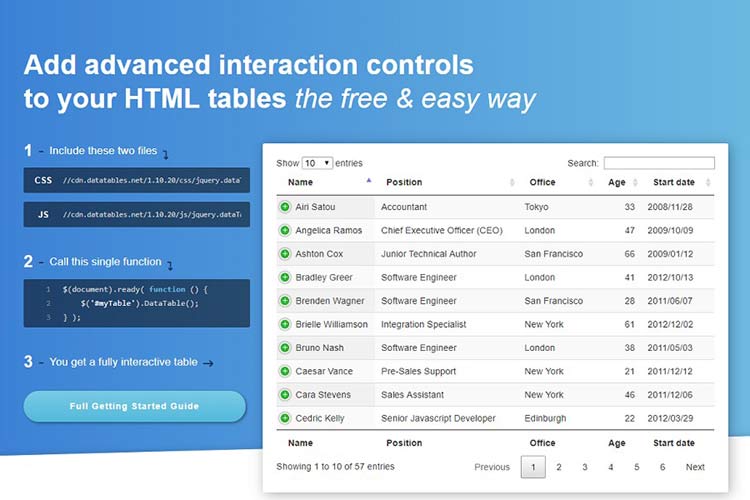 Add advanced interaction controls
to your HTML tables the free & easy way
1 - Include these two files
CSS //cdn.datatables.net/1.10.20/css/jquery.dataT
JS //cdn.datatables.net/1.10.20/js/jquery.dataTa
2 - Call this single function
1 $(document).ready( function () {
2 $('#myTable').DataTable();
3 } );
3 - You get a fully interactive table
Full Getting Started Guide
Show 10 entries Search:
Name Position Office Age Start date
Airi Satou Accountant Tokyo 33 2008/11/28
Angelica Ramos Chief Executive Officer (CEO) London 47 2009/10/09
Ashton Cox Junior Technical Author San Francisco 66 2009/01/12
Bradley Greer Software Engineer London 41 2012/10/13
Brenden Wagner Software Engineer San Francisco 28 2011/06/07
Brielle Williamson Integration Specialist New York 61 2012/12/02
Bruno Nash Software Engineer London 38 2011/05/03
Caesar Vance Pre-Sales Support New York 21 2011/12/12
Cara Stevens Sales Assistant New York 46 2011/12/06
Cedric Kelly Senior Javascript Developer Edinburgh 22 2012/03/29
Name Position Office Age Start date
Showing 1 to 10 of 57 entries Previous 1 2 3 4 5 6 Next